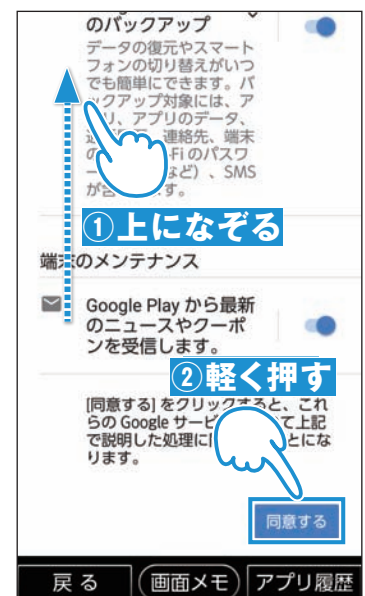 のバックアップ
データの復元やスマート
フォンの切り替えがいつ
でも簡単にできます。バ
ックアップ対象には、ア
リ、アプリのデータ、
連絡先、端末
の Fiのパスワ
ー など）、SMS
が含 す。
①上になぞる
端末のメンテナンス
Google Play から最新
のニュースやクーポ
ンを受信します。
②軽く押す
[同意する] をクリックすると、これ
らの Google サービ て上記
で説明した処理に とにな
ります。
同意する
戻る
画面メモ
アプリ履歴